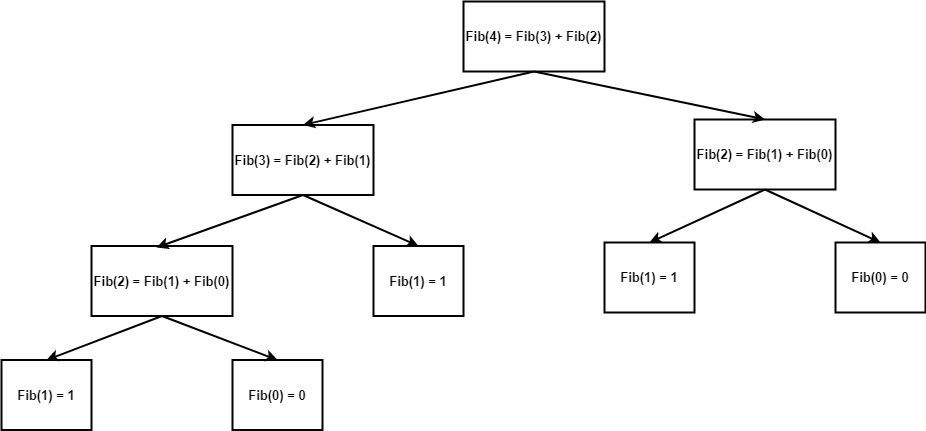 Fib(4) = Fib(3) + Fib(2)
Fib(3) = Fib(2) + Fib(1)
Fib(2) = Fib(1) + Fib(0)
Fib(2) = Fib(1) + Fib(0)
Fib(1) = 1
Fib(1) = 1
Fib(0) = 0
Fib(1) = 1
Fib(0) = 0